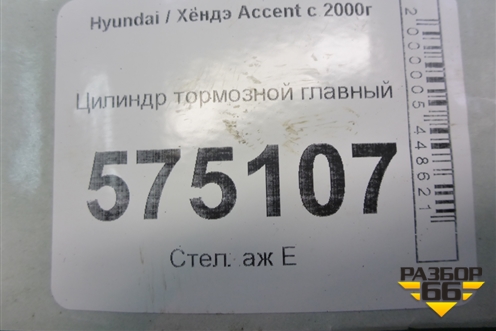 Hyundai / Хёндэ Accent с 2000г
Цилиндр тормозной главный
575107
Стел. аж Е
2000005448621
РАЗБОР
66